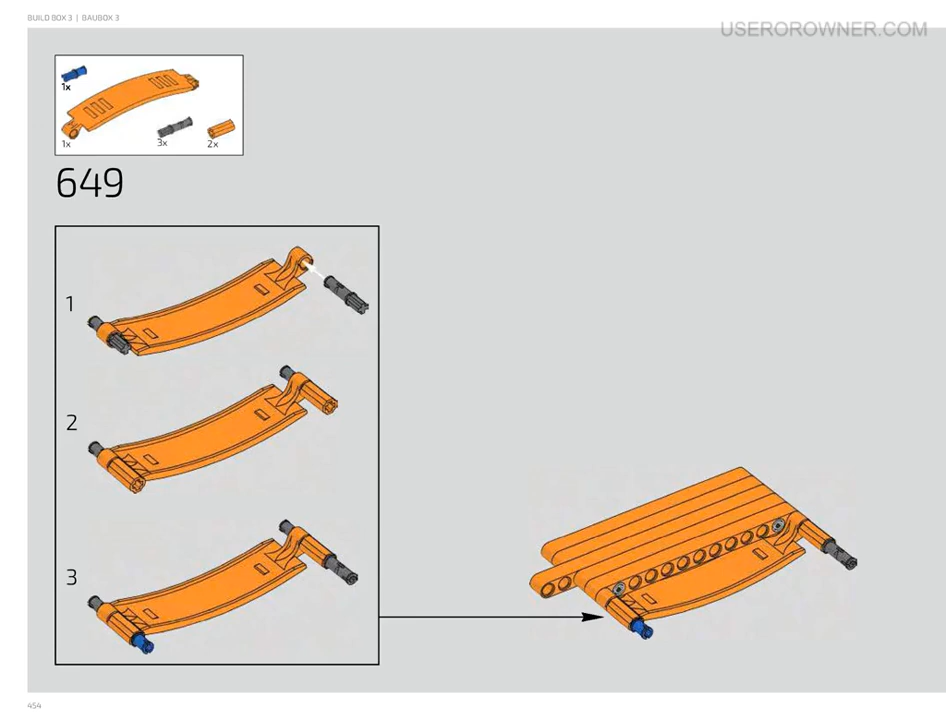 BUILD BOX 3 | BAUBOX 3
USEROROWNER.COM
1x
1x
3x
2x
649
1
2
3
454